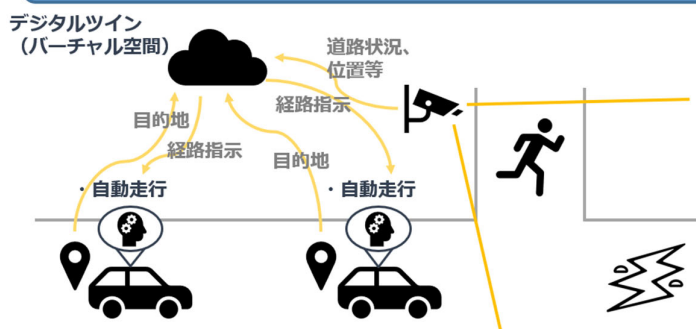 デジタルツイン
（バーチャル空間）
道路状況、
位置等
経路指示
目的地
経路指示
目的地
・自動走行
・自動走行